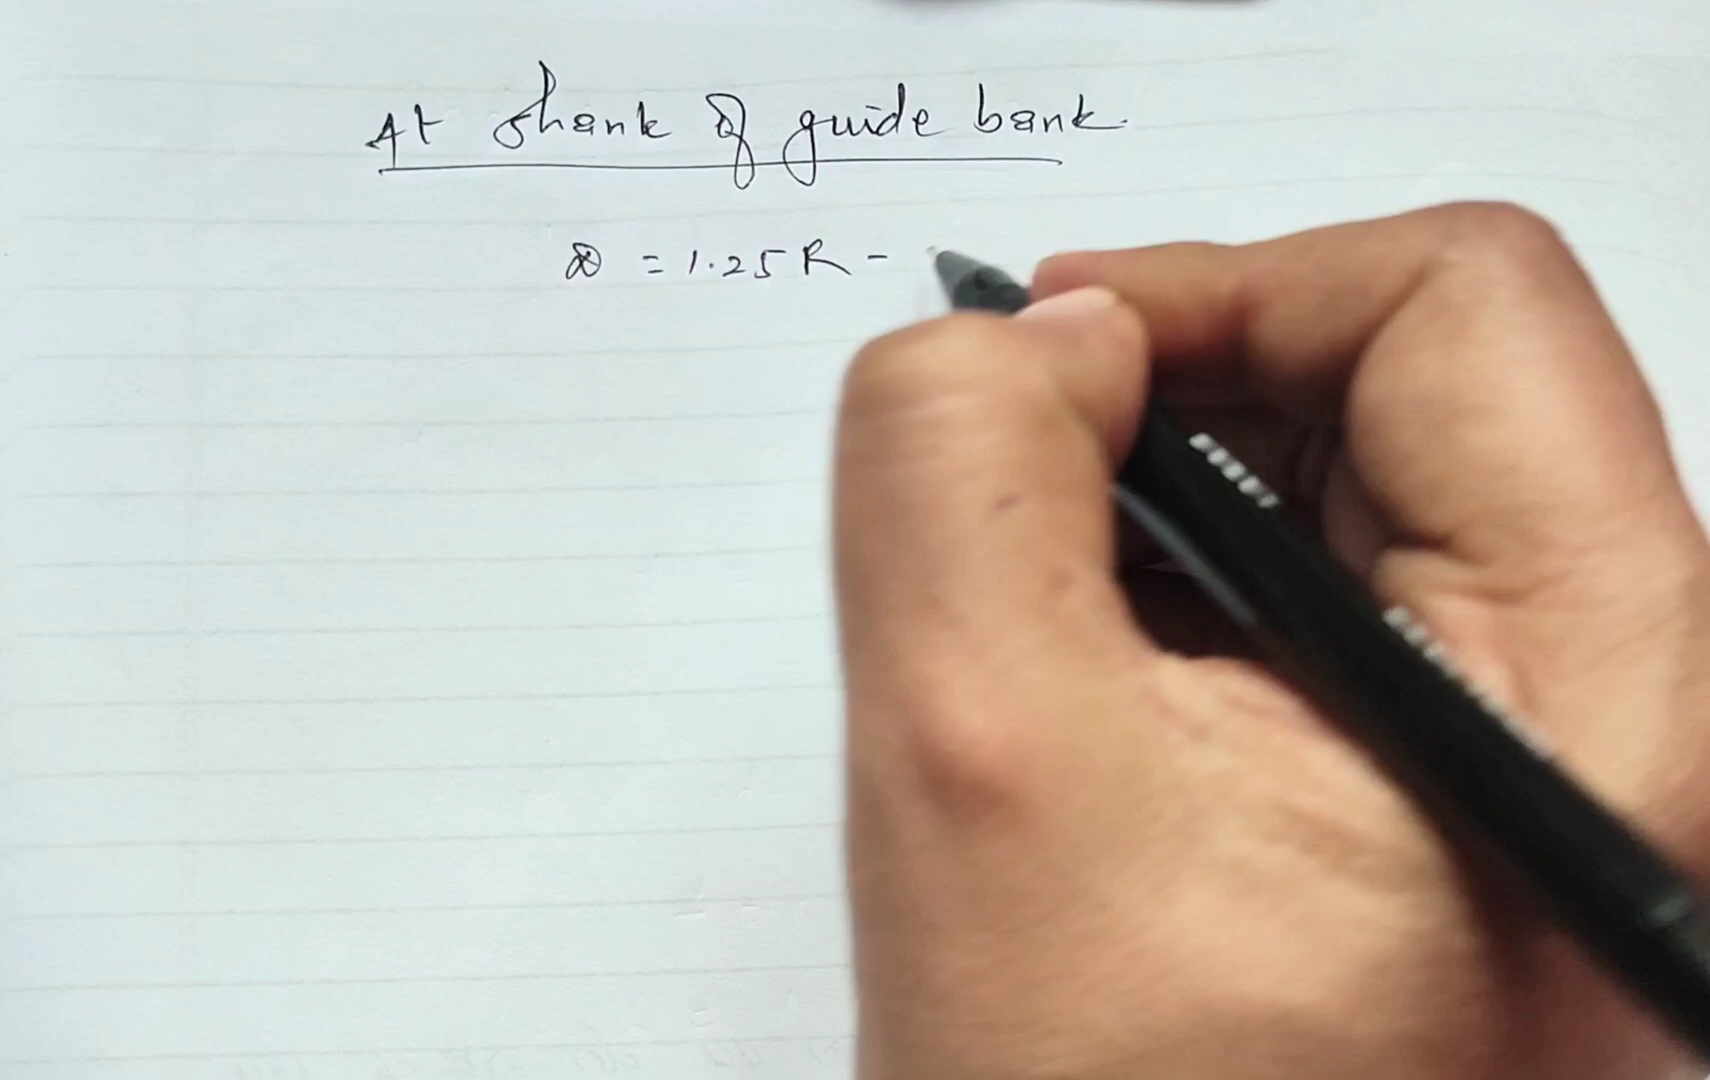 At shank of guide bank.
D = 1.25 R -